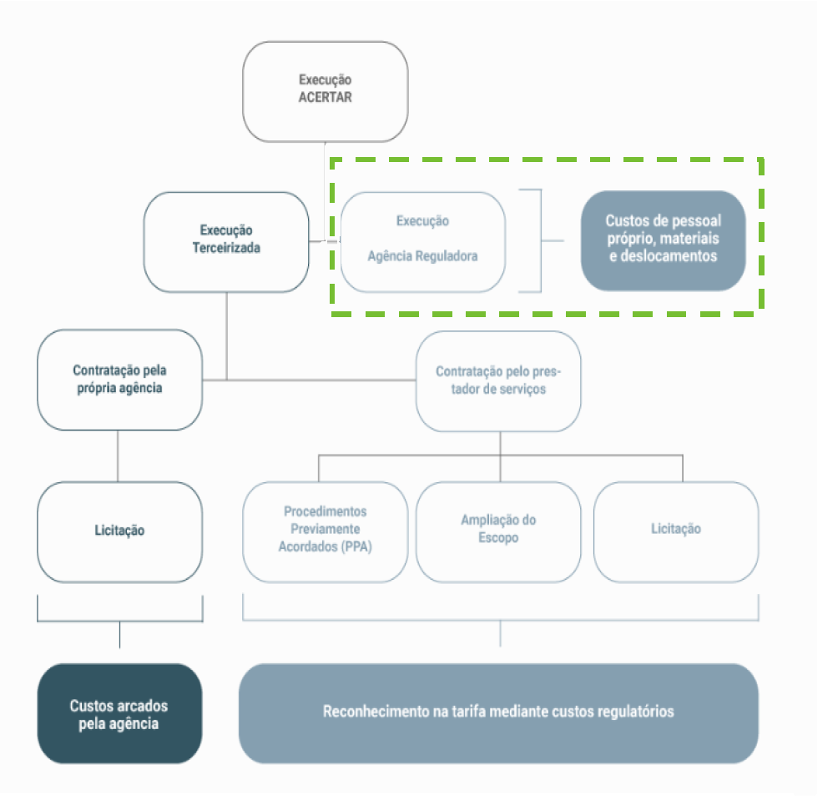 Execução
ACERTAR
Execução
Terceirizada
Execução
Agência Reguladora
Custos de pessoal
próprio, materiais
e deslocamentos
Contratação pela
própria agência
Contratação pelo pres-
tador de serviços
Licitação
Procedimentos
Previamente
Acordados (PPA)
Ampliação do
Escopo
Licitação
Custos arcados
pela agência
Reconhecimento na tarifa mediante custos regulatórios